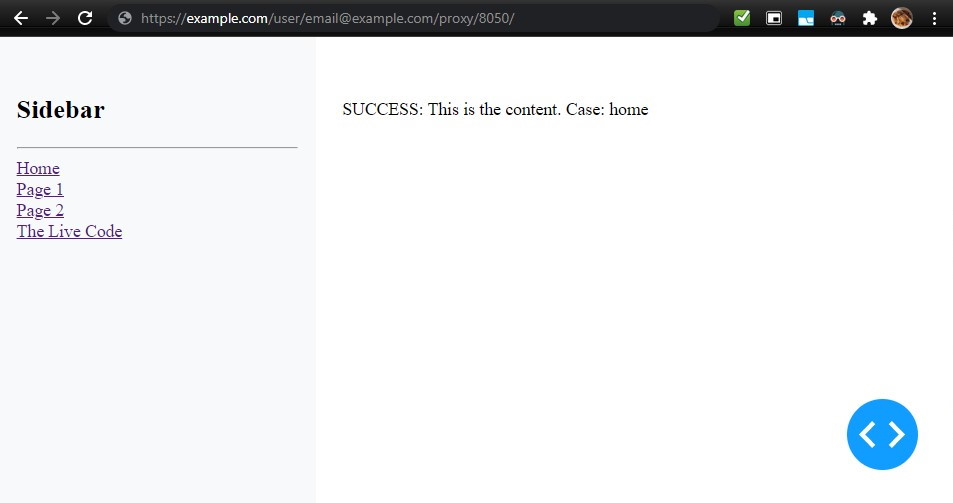 https://example.com/user/email@example.com/proxy/8050/
Sidebar
SUCCESS: This is the content. Case: home
Home
Page 1
Page 2
The Live Code